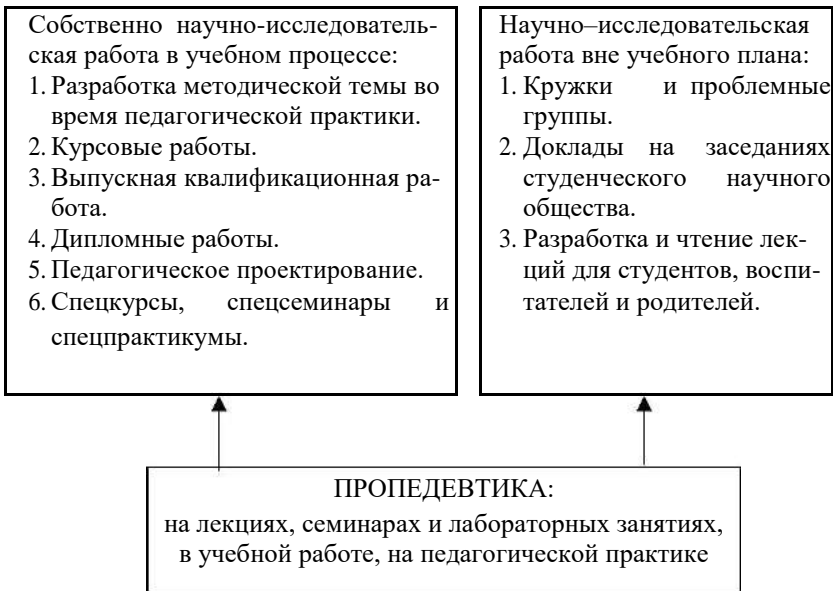 Собственно научно-исследователь-
ская работа в учебном процессе:
1. Разработка методической темы во
время педагогической практики.
2. Курсовые работы.
3. Выпускная квалификационная ра-
бота.
4. Дипломные работы.
5. Педагогическое проектирование.
6. Спецкурсы, спецсеминары и
спецпрактикумы.
Научно–исследовательская
работа вне учебного плана:
1. Кружки и проблемные
группы.
2. Доклады на заседаниях
студенческого научного
общества.
3. Разработка и чтение лек-
ций для студентов, воспи-
тателей и родителей.
ПРОПЕДЕВТИКА:
на лекциях, семинарах и лабораторных занятиях,
в учебной работе, на педагогической практике